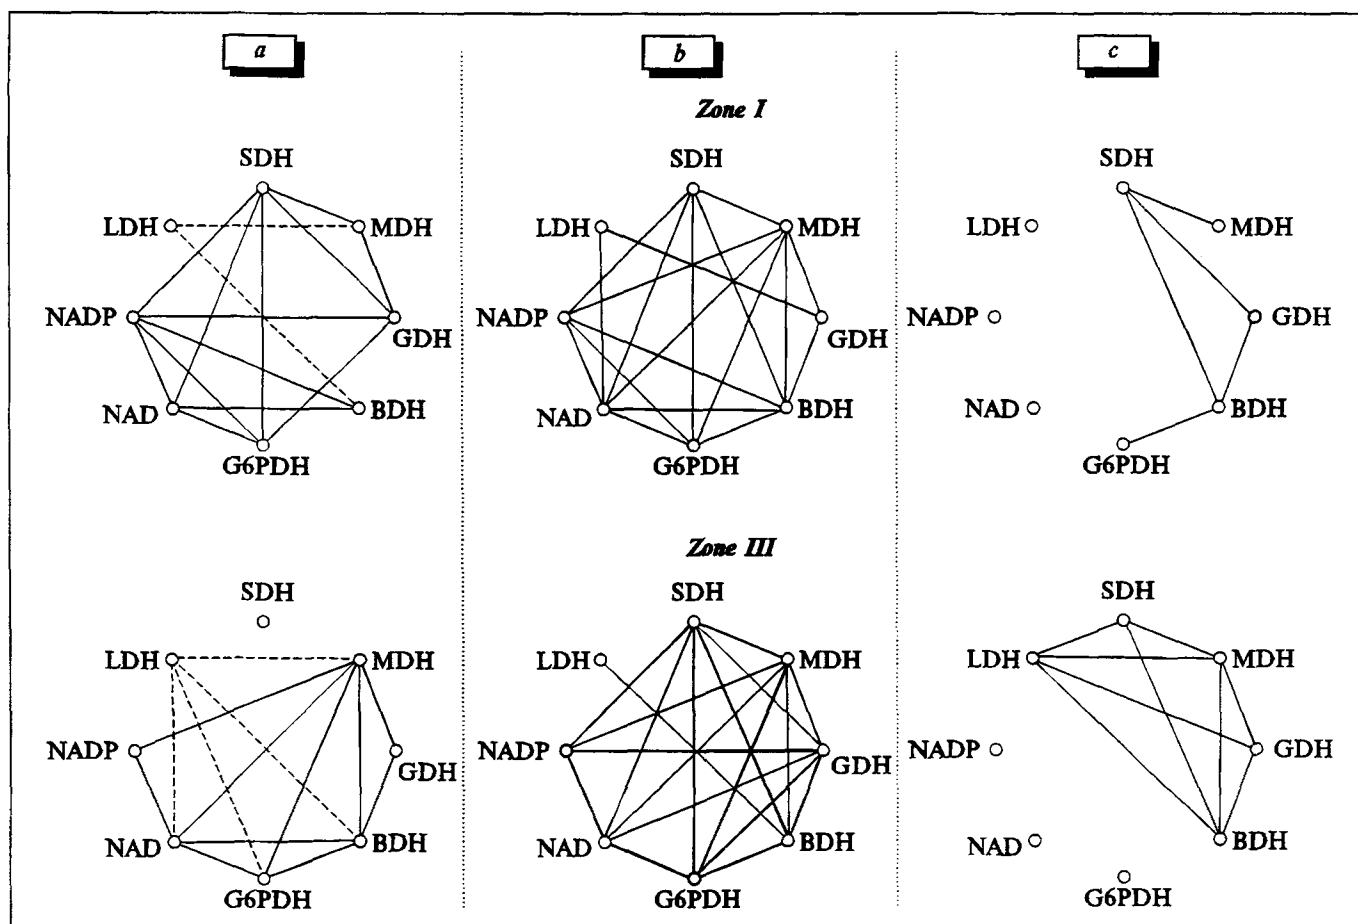 a
b
c
Zone I
SDH
SDH
SDH
LDH
MDH
LDH
MDH
LDH
MDH
NADP
GDH
NADP
GDH
NADP
GDH
NAD
BDH
NAD
BDH
NAD
BDH
G6PDH
G6PDH
G6PDH
Zone III
SDH
SDH
SDH
LDH
MDH
LDH
MDH
LDH
MDH
NADP
GDH
NADP
GDH
NADP
GDH
NAD
BDH
NAD
BDH
NAD
BDH
G6PDH
G6PDH
G6PDH